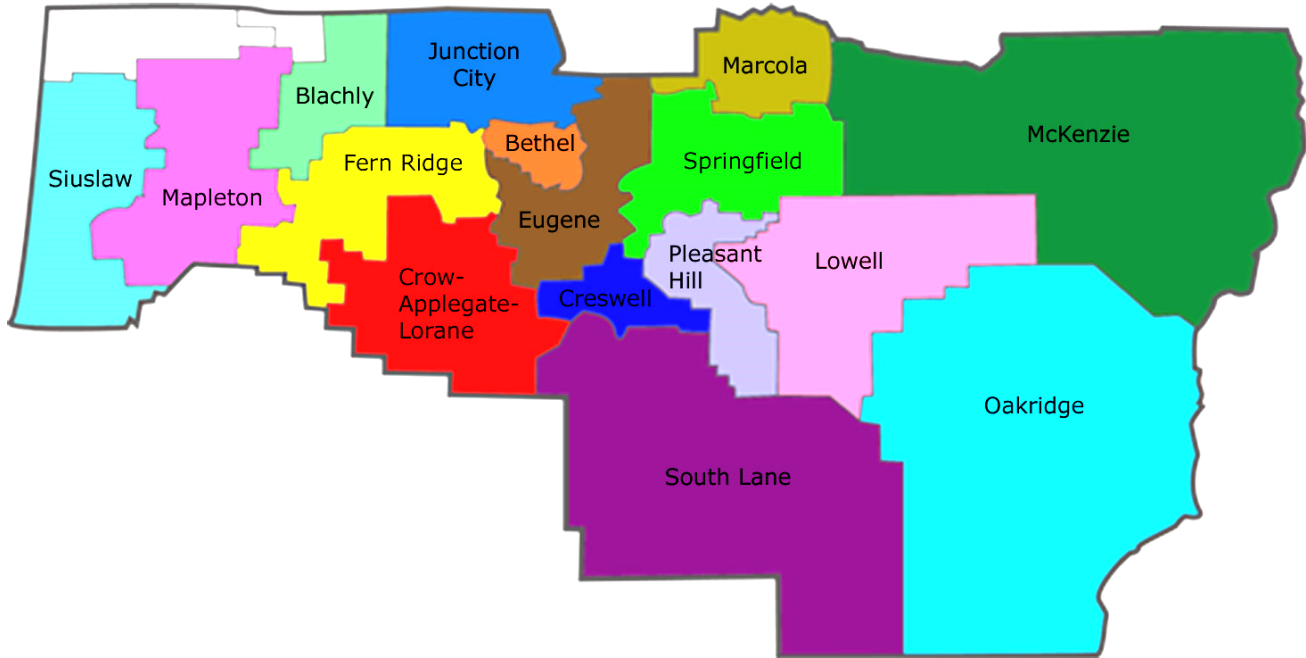 Junction
City
Marcola
Blachly
McKenzie
Bethel
Fern Ridge
Springfield
Siuslaw
Mapleton
Eugene
Pleasant
Hill
Lowell
Crow-
Applegate-
Lorane
Creswell
Oakridge
South Lane